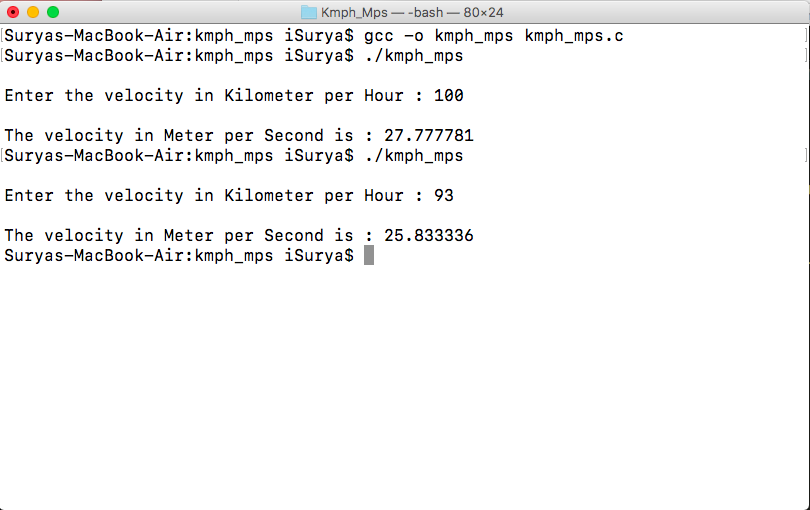 Kmph_Mps — -bash — 80×24
[Suryas-MacBook-Air:kmph_mps iSurya$ gcc -o kmph_mps kmph_mps.c ]
[Suryas-MacBook-Air:kmph_mps iSurya$ ./kmph_mps ]
Enter the velocity in Kilometer per Hour : 100
The velocity in Meter per Second is : 27.777781
[Suryas-MacBook-Air:kmph_mps iSurya$ ./kmph_mps ]
Enter the velocity in Kilometer per Hour : 93
The velocity in Meter per Second is : 25.833336
Suryas-MacBook-Air:kmph_mps iSurya$